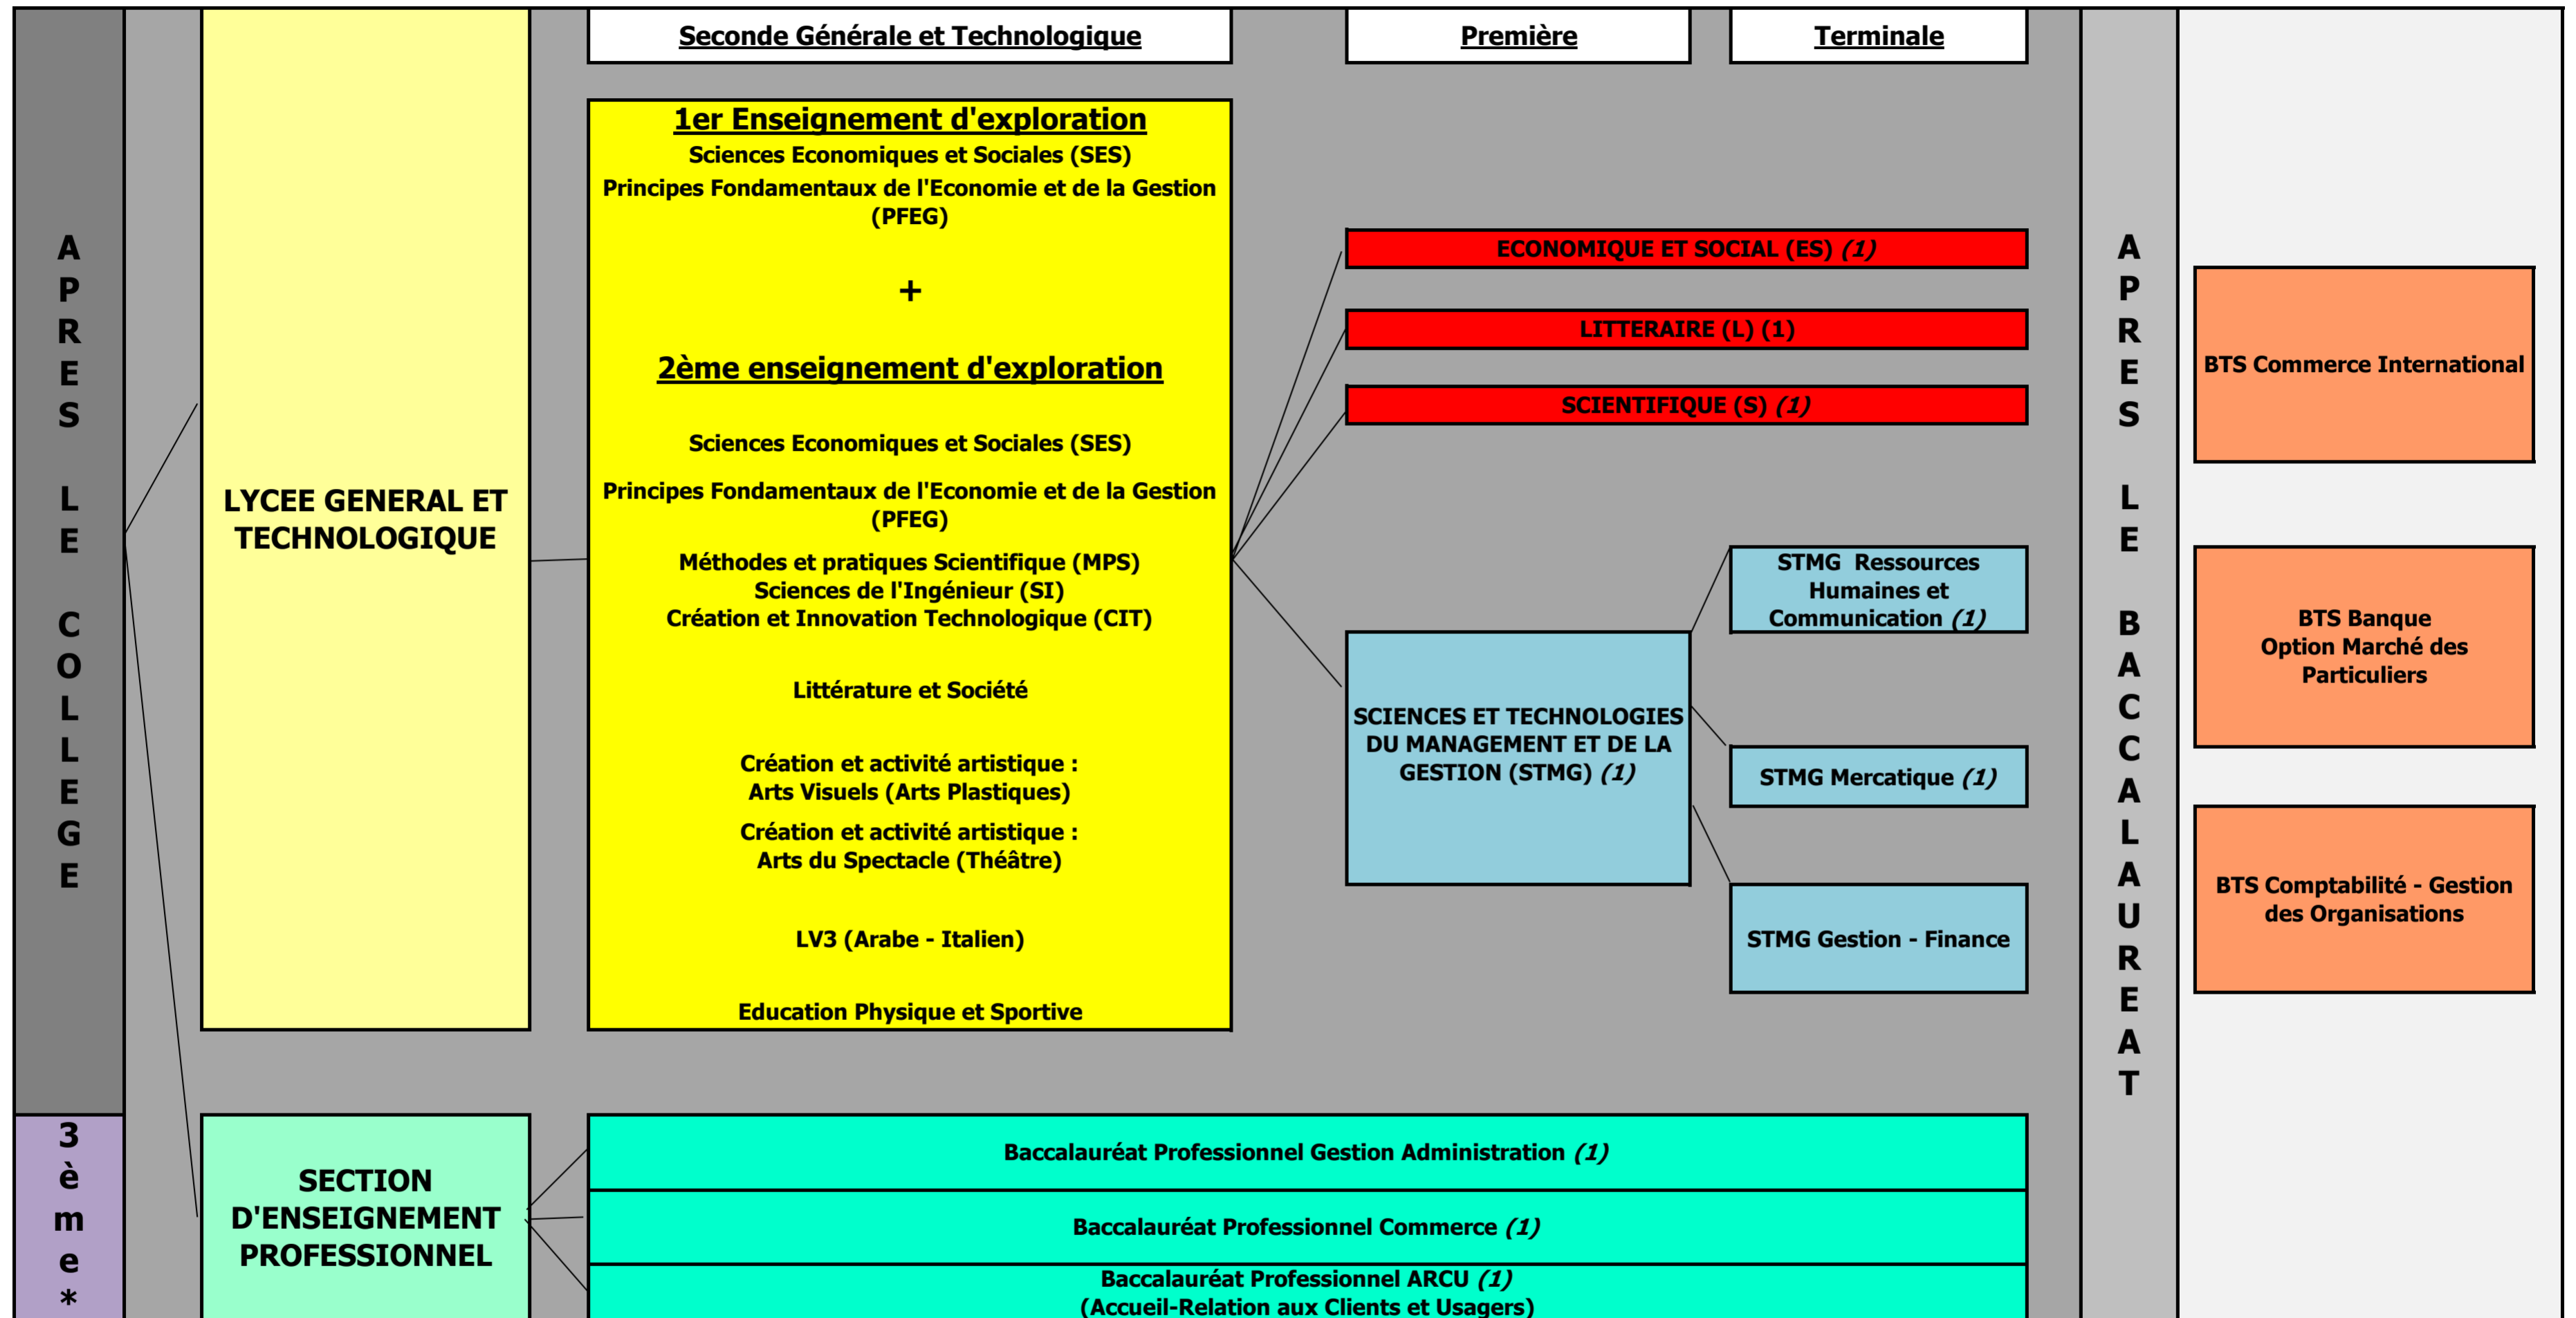 APRES LE COLLEGE
3ème*
LYCEE GENERAL ET
TECHNOLOGIQUE
SECTION
D'ENSEIGNEMENT
PROFESSIONNEL
Seconde Générale et Technologique
1er Enseignement d'exploration
Sciences Economiques et Sociales (SES)
Principes Fondamentaux de l'Economie et de la Gestion
(PFEG)
+
2ème enseignement d'exploration
Sciences Economiques et Sociales (SES)
Principes Fondamentaux de l'Economie et de la Gestion
(PFEG)
Méthodes et pratiques Scientifique (MPS)
Sciences de l'Ingénieur (SI)
Création et Innovation Technologique (CIT)
Littérature et Société
Création et activité artistique :
Arts Visuels (Arts Plastiques)
Création et activité artistique :
Arts du Spectacle (Théâtre)
LV3 (Arabe - Italien)
Education Physique et Sportive
Première
Terminale
ECONOMIQUE ET SOCIAL (ES) (1)
LITTERAIRE (L) (1)
SCIENTIFIQUE (S) (1)
SCIENCES ET TECHNOLOGIES
DU MANAGEMENT ET DE LA
GESTION (STMG) (1)
STMG Ressources
Humaines et
Communication (1)
STMG Mercatique (1)
STMG Gestion - Finance
Baccalauréat Professionnel Gestion Administration (1)
Baccalauréat Professionnel Commerce (1)
Baccalauréat Professionnel ARCU (1)
(Accueil-Relation aux Clients et Usagers)
APRES LE BACCALAUREAT
BTS Commerce International
BTS Banque
Option Marché des
Particuliers
BTS Comptabilité - Gestion
des Organisations